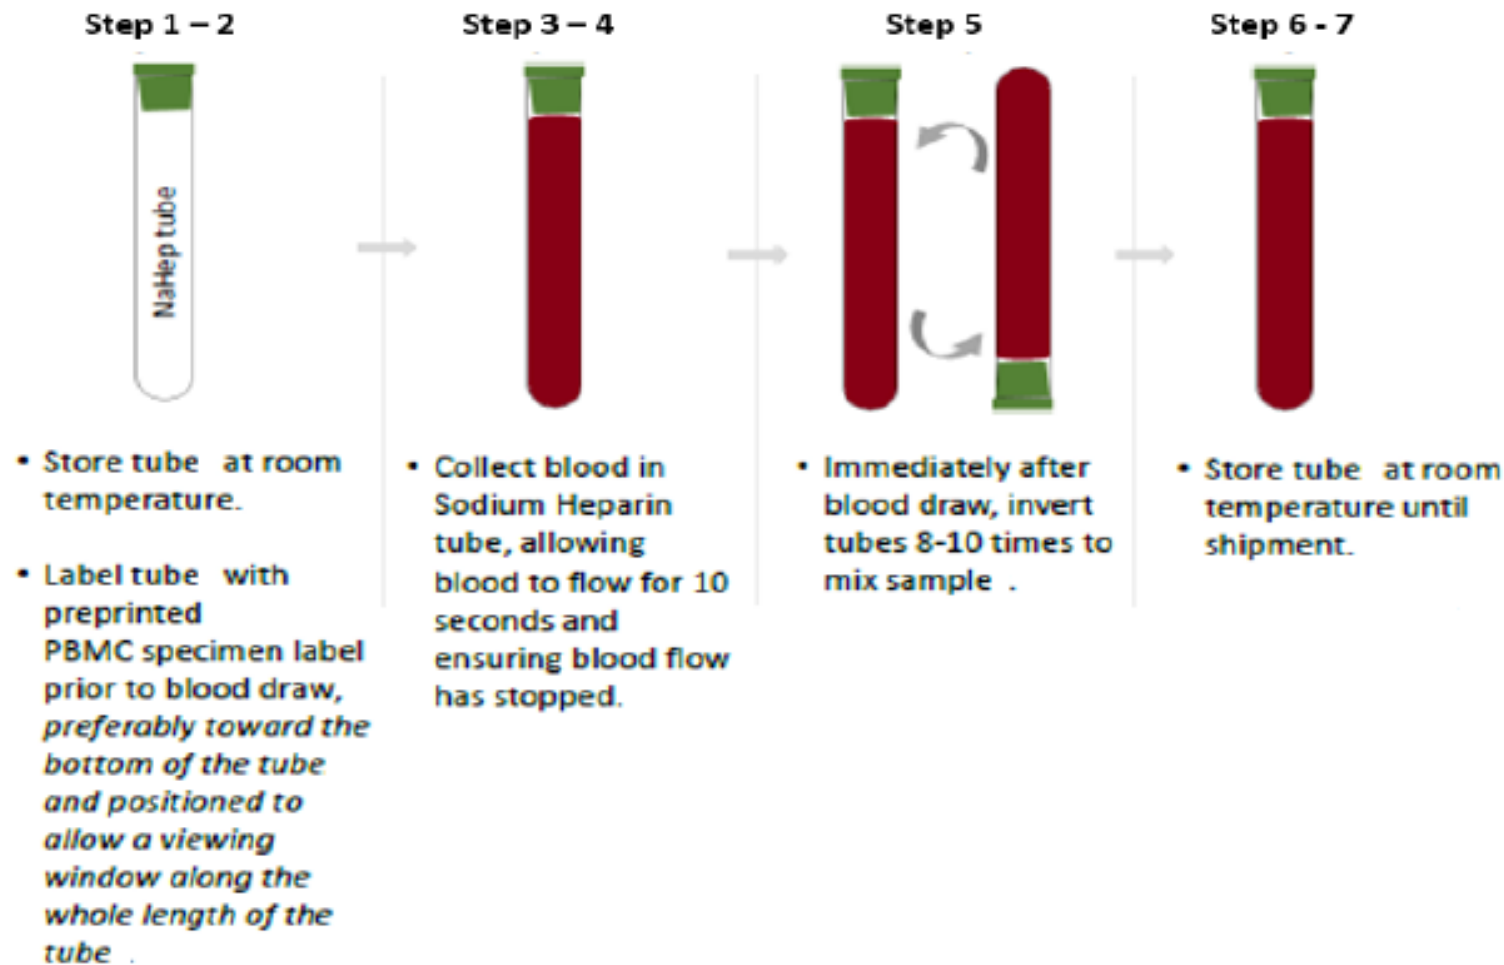 Step 1 – 2
NaHep tube
• Store tube at room
temperature.
• Label tube with
preprinted
PBMC specimen label
prior to blood draw,
preferably toward the
bottom of the tube
and positioned to
allow a viewing
window along the
whole length of the
tube .
Step 3 – 4
• Collect blood in
Sodium Heparin
tube, allowing
blood to flow for 10
seconds and
ensuring blood flow
has stopped.
Step 5
• Immediately after
blood draw, invert
tubes 8-10 times to
mix sample .
Step 6 - 7
• Store tube at room
temperature until
shipment.